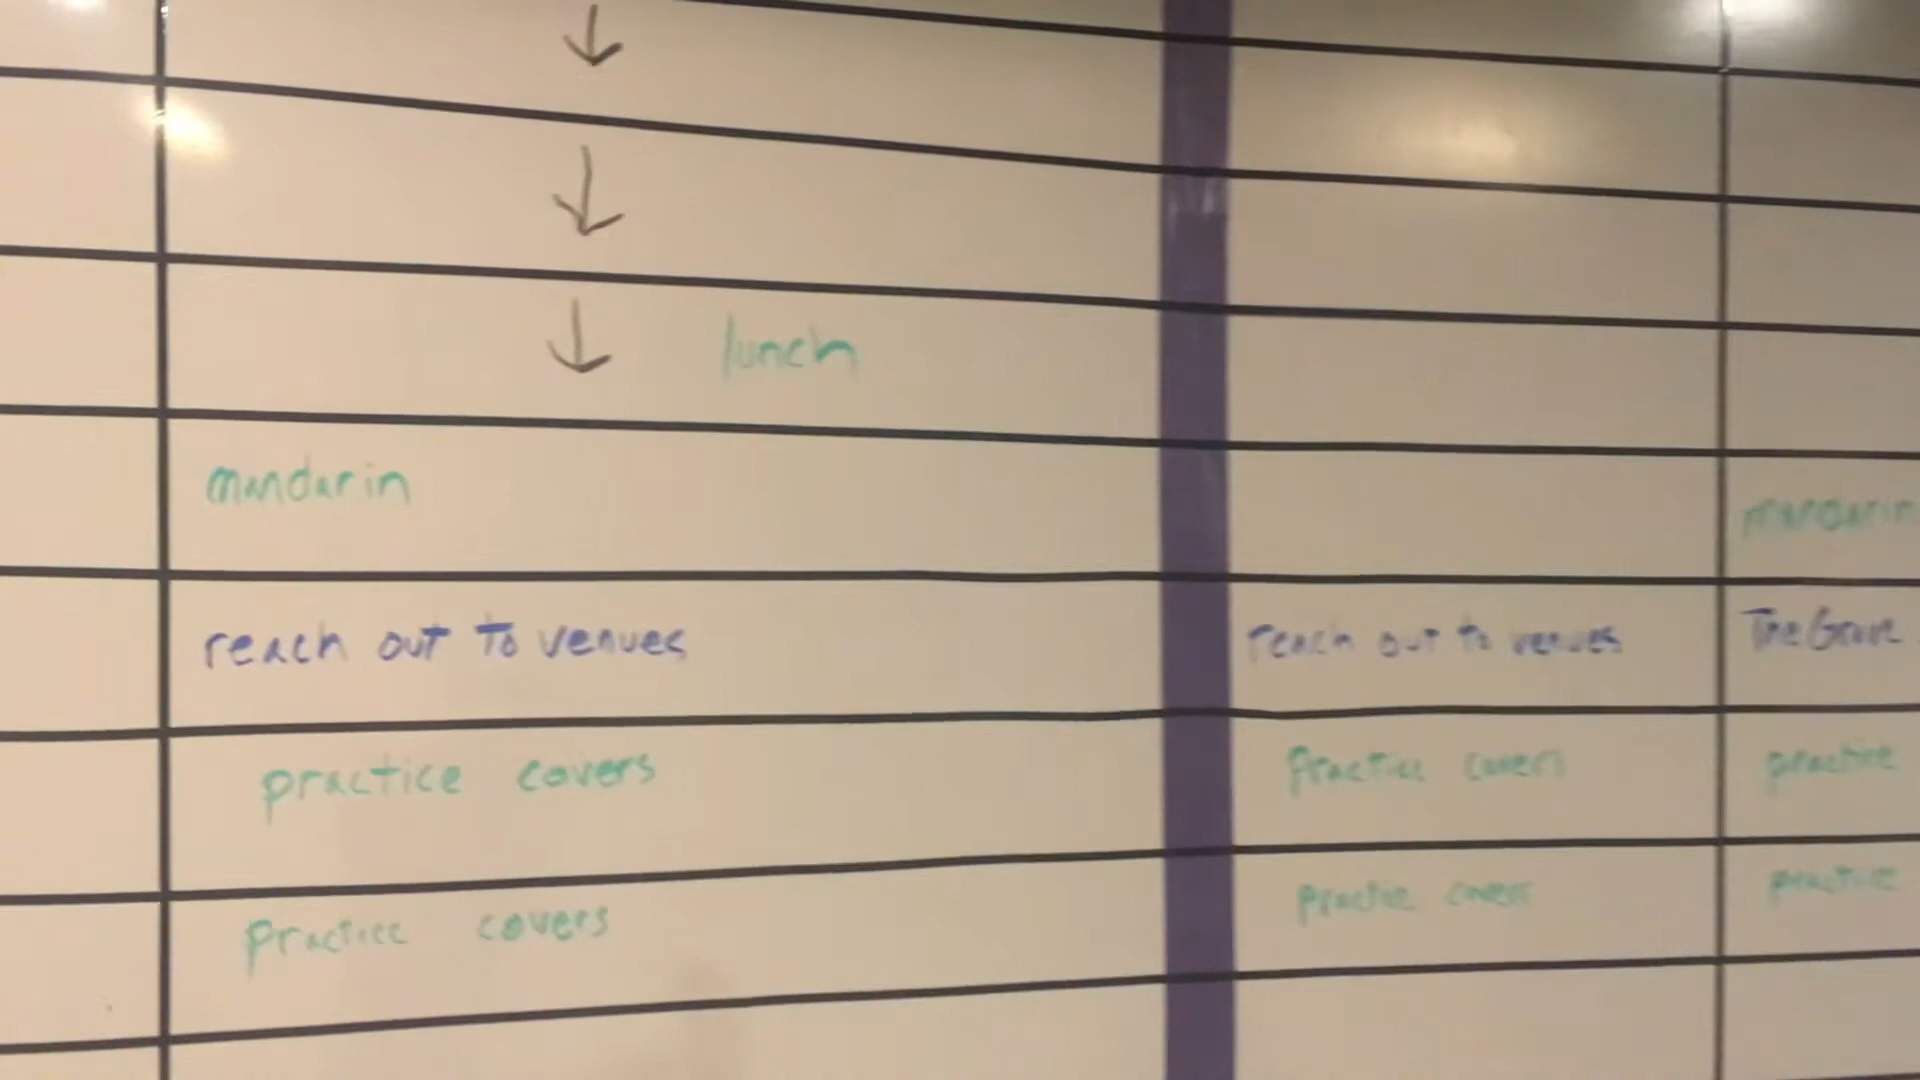 lunch
mandarin mandarin
reach out to venues reach out to venues The Grove
practice covers practice covers practice
practice covers practice covers practice